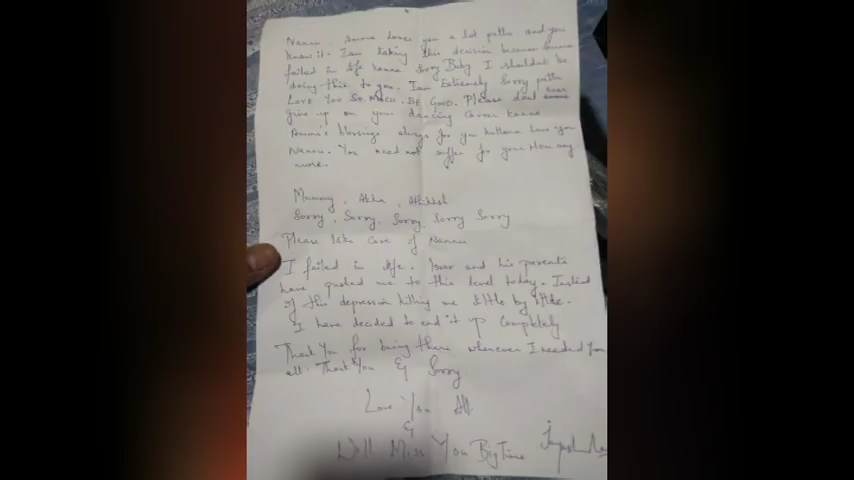 Nannu, Amma loves you a lot puttu and you
know it. I am taking this decision because amma
failed in life kanna. Sorry Baby I shouldnt be
doing this to you. I am Extremely Sorry puttu
Love You So Much. BE GOOD. Please dont ever
give up on your dancing career kanna
Amma's blessings always for you Love you
Nannu. You need not suffer for your Mom any
more.
Mummy, Akka,
Sorry, Sorry, Sorry, Sorry Sorry
Please take care of Nannu
I failed in life. and his parents
have pushed me to this level today. Instead
of this depression killing me little by little.
I have decided to end it up completely
Thank You for being there whenever I needed You
all. Thank You & Sorry
Love You All
&
Will Miss You Big Time